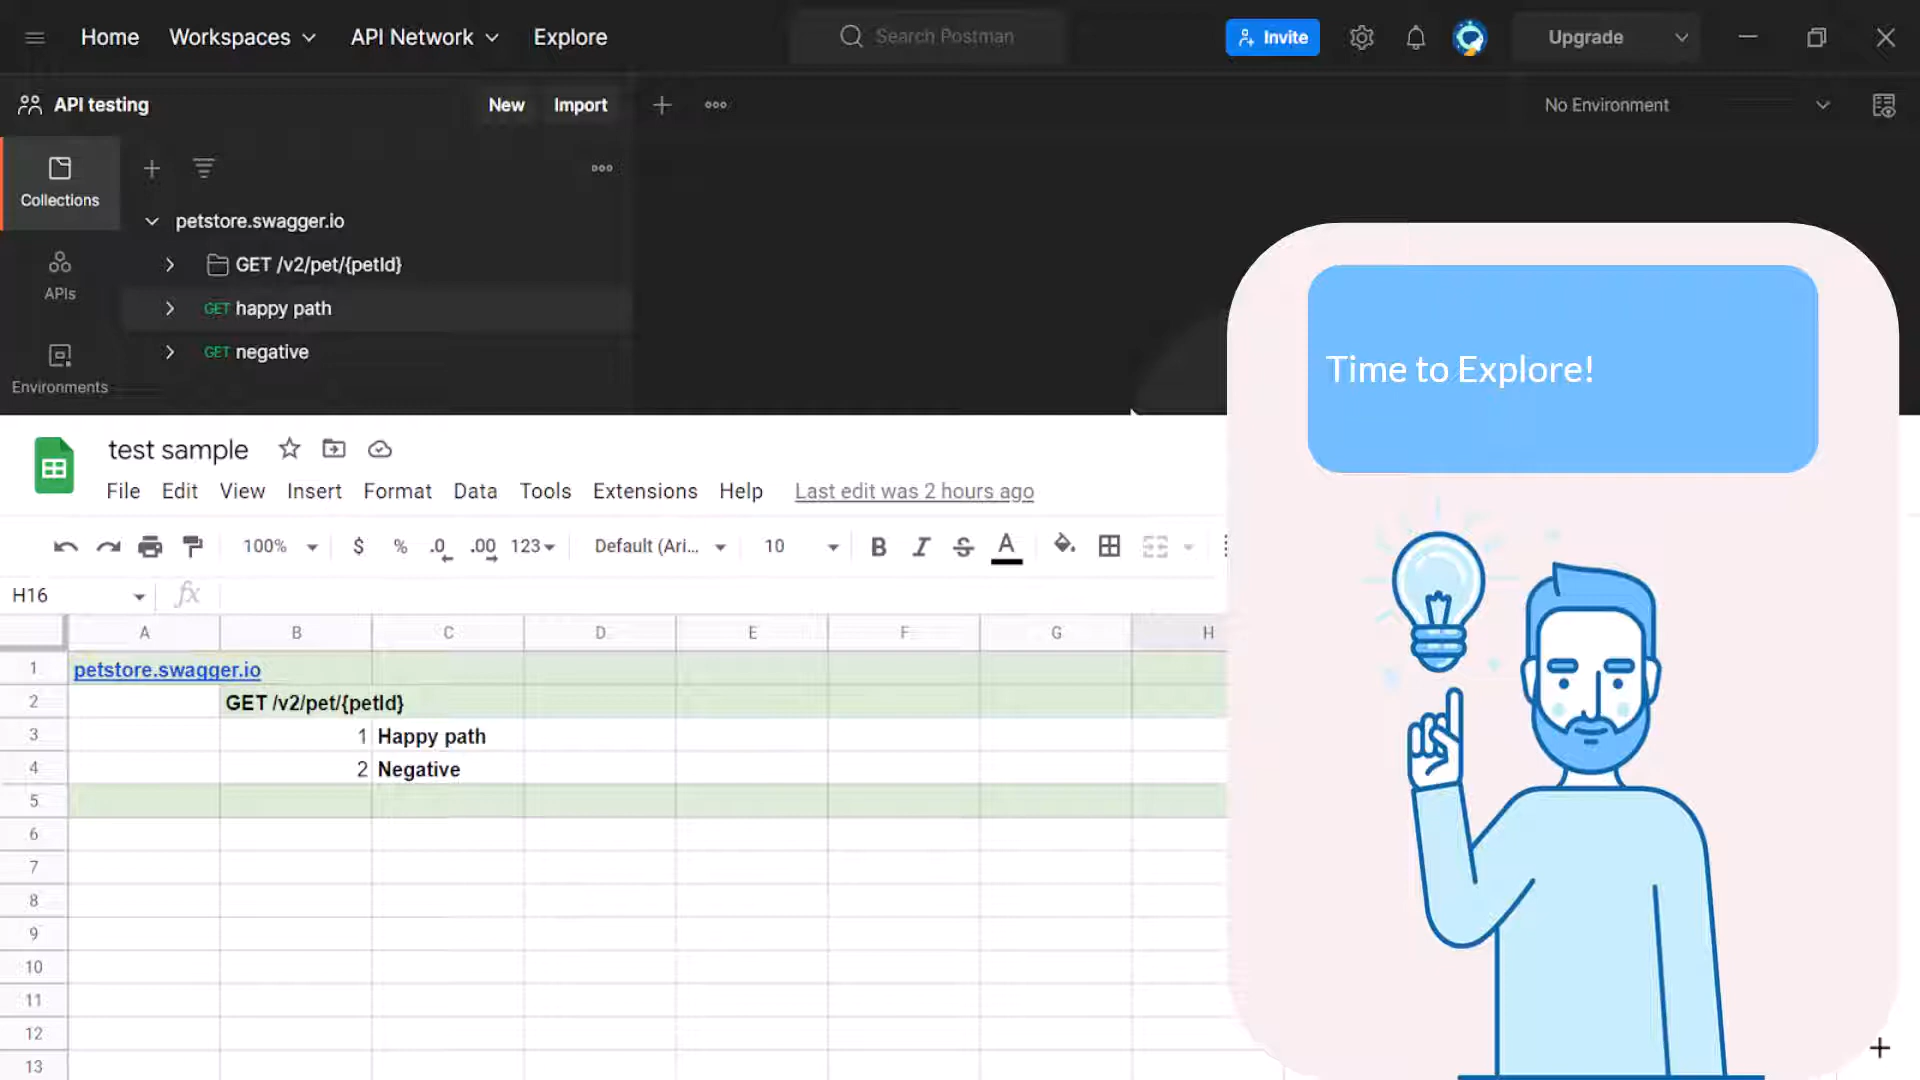 Home Workspaces API Network Explore Search Postman Invite Upgrade
API testing New Import No Environment
Collections
petstore.swagger.io
GET /v2/pet/{petId}
APIs
GET happy path
GET negative
Environments
Time to Explore!
test sample
File Edit View Insert Format Data Tools Extensions Help Last edit was 2 hours ago
100% $ % .0 .00 123 Default (Ari... 10 B I S A
H16 fx
A B C D E F G H
1 petstore.swagger.io
2 GET /v2/pet/{petId}
3 1 Happy path
4 2 Negative
5
6
7
8
9
10
11
12
13